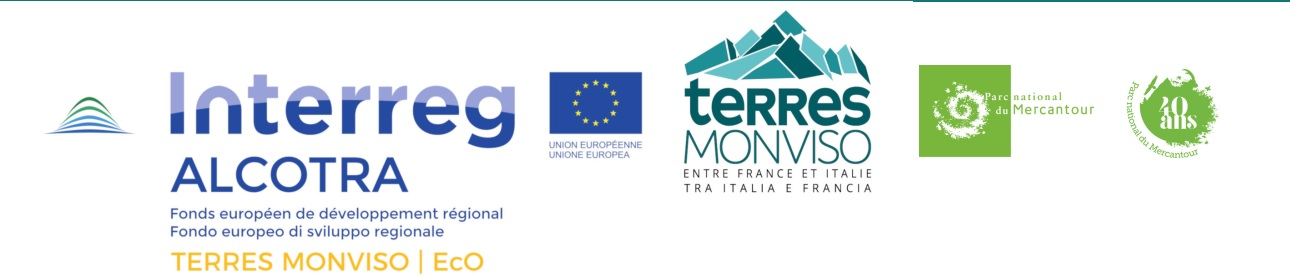 Interreg
ALCOTRA
Fonds européen de développement régional
Fondo europeo di sviluppo regionale
TERRES MONVISO | EcO
UNION EUROPÉENNE
UNIONE EUROPEA
terres
MONVISO
ENTRE FRANCE ET ITALIE
TRA ITALIA E FRANCIA
Parc national
du Mercantour
40
ans
Parc national du Mercantour